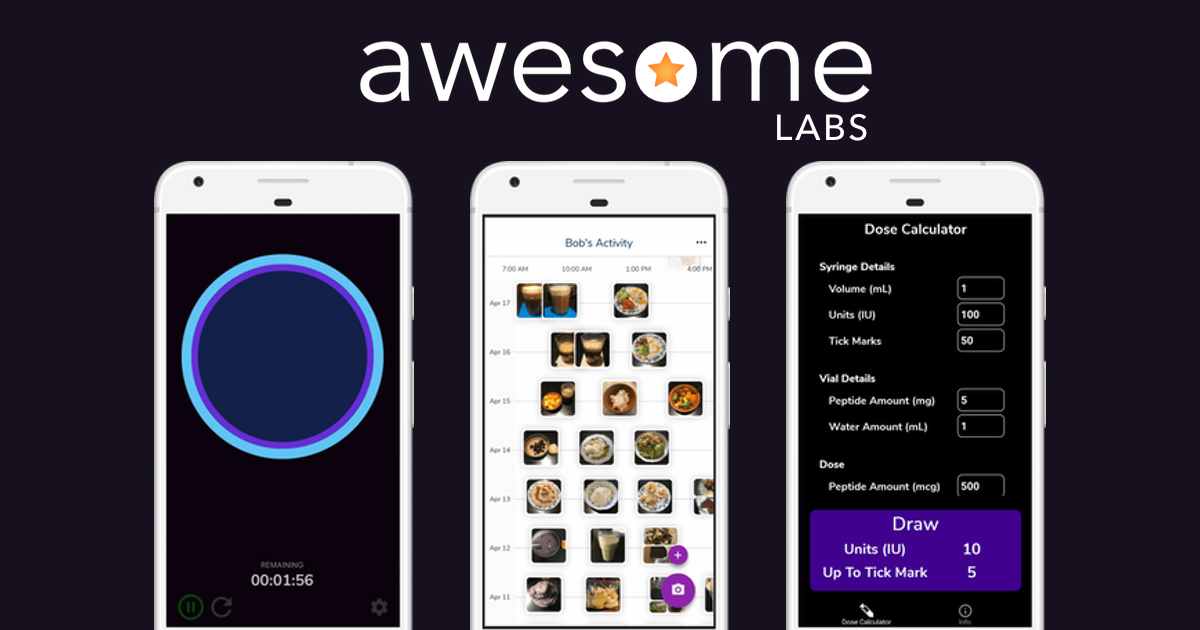 awesome
LABS
REMAINING
00:01:56
Bob's Activity
7:00 AM 10:00 AM 1:00 PM 4:00 PM
Apr 17
Apr 16
Apr 15
Apr 14
Apr 13
Apr 12
Apr 11
Dose Calculator
Syringe Details
Volume (mL) 1
Units (IU) 100
Tick Marks 50
Vial Details
Peptide Amount (mg) 5
Water Amount (mL) 1
Dose
Peptide Amount (mcg) 500
Draw
Units (IU) 10
Up To Tick Mark 5
Dose Calculator Info